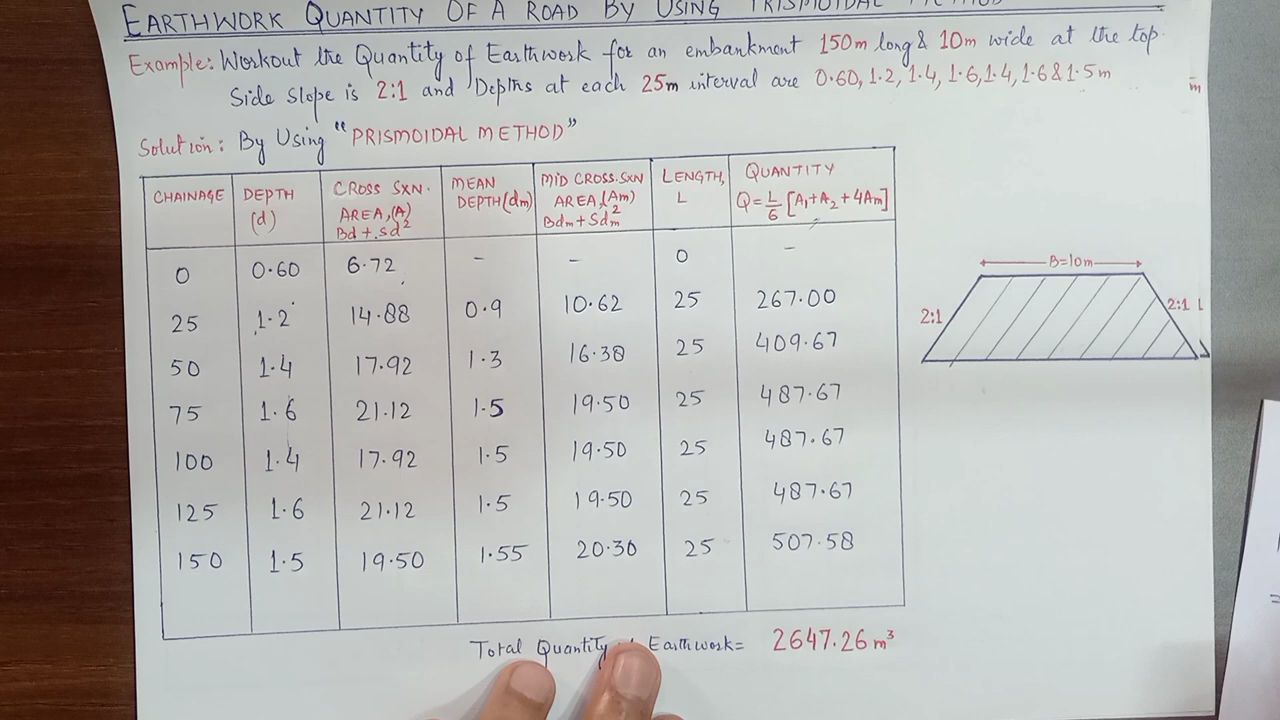 EARTHWORK QUANTITY OF A ROAD BY USING PRISMOIDAL METHOD
Example: Workout the Quantity of Earthwork for an embankment 150m long & 10m wide at the top.
Side slope is 2:1 and Depths at each 25m interval are 0.60, 1.2, 1.4, 1.6, 1.4, 1.6 & 1.5m
m
Solution: By Using "PRISMOIDAL METHOD"
CHAINAGE DEPTH (d) CROSS SXN. AREA, (A) Bd + Sd² MEAN DEPTH (dm) MID CROSS.SXN AREA, (Am) Bdm + Sdm² LENGTH, L QUANTITY Q = L/6 [A₁+A₂+4Am]
0 0.60 6.72 - - 0 -
25 1.2 14.88 0.9 10.62 25 267.00
50 1.4 17.92 1.3 16.38 25 409.67
75 1.6 21.12 1.5 19.50 25 487.67
100 1.4 17.92 1.5 19.50 25 487.67
125 1.6 21.12 1.5 19.50 25 487.67
150 1.5 19.50 1.55 20.30 25 507.58
Total Quantity Earthwork = 2647.26 m³
B=10m
2:1
2:1